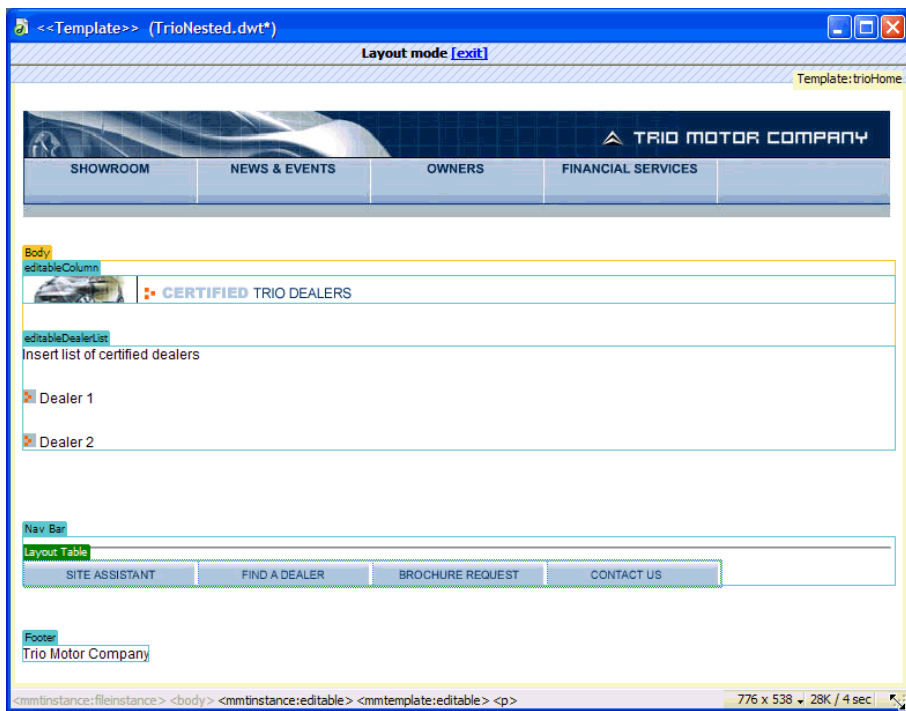 <<Template>> (TrioNested.dwt*)
Layout mode [exit]
Template:trioHome
TRIO MOTOR COMPANY
SHOWROOM NEWS & EVENTS OWNERS FINANCIAL SERVICES
Body
editableColumn
CERTIFIED TRIO DEALERS
editableDealerList
Insert list of certified dealers
Dealer 1
Dealer 2
Nav Bar
Layout Table
SITE ASSISTANT FIND A DEALER BROCHURE REQUEST CONTACT US
Footer
Trio Motor Company
<mmtinstance:fileinstance> <body> <mmtinstance:editable> <mmtemplate:editable> <p> 776 x 538 28K / 4 sec